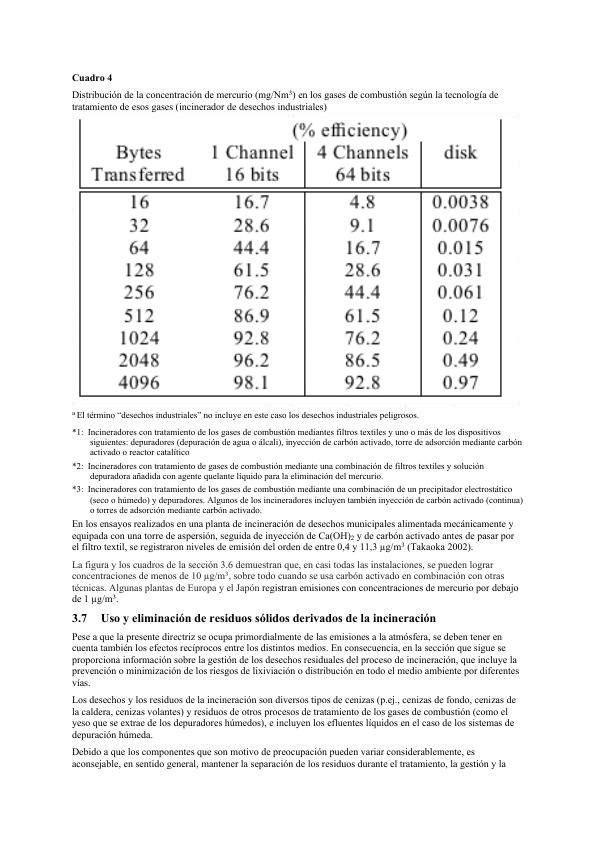 Cuadro 4
Distribución de la concentración de mercurio (mg/Nm³) en los gases de combustión según la tecnología de
tratamiento de esos gases (incinerador de desechos industriales)
(% efficiency)
Bytes 1 Channel 4 Channels disk
Transferred 16 bits 64 bits
16 16.7 4.8 0.0038
32 28.6 9.1 0.0076
64 44.4 16.7 0.015
128 61.5 28.6 0.031
256 76.2 44.4 0.061
512 86.9 61.5 0.12
1024 92.8 76.2 0.24
2048 96.2 86.5 0.49
4096 98.1 92.8 0.97
ª El término “desechos industriales” no incluye en este caso los desechos industriales peligrosos.
*1: Incineradores con tratamiento de los gases de combustión mediantes filtros textiles y uno o más de los dispositivos
siguientes: depuradores (depuración de agua o álcali), inyección de carbón activado, torre de adsorción mediante carbón
activado o reactor catalítico
*2: Incineradores con tratamiento de gases de combustión mediante una combinación de filtros textiles y solución
depuradora añadida con agente quelante líquido para la eliminación del mercurio.
*3: Incineradores con tratamiento de los gases de combustión mediante una combinación de un precipitador electrostático
(seco o húmedo) y depuradores. Algunos de los incineradores incluyen también inyección de carbón activado (continua)
o torres de adsorción mediante carbón activado.
En los ensayos realizados en una planta de incineración de desechos municipales alimentada mecánicamente y
equipada con una torre de aspersión, seguida de inyección de Ca(OH)₂ y de carbón activado antes de pasar por
el filtro textil, se registraron niveles de emisión del orden de entre 0,4 y 11,3 µg/m³ (Takaoka 2002).
La figura y los cuadros de la sección 3.6 demuestran que, en casi todas las instalaciones, se pueden lograr
concentraciones de menos de 10 µg/m³, sobre todo cuando se usa carbón activado en combinación con otras
técnicas. Algunas plantas de Europa y el Japón registran emisiones con concentraciones de mercurio por debajo
de 1 µg/m³.
3.7 Uso y eliminación de residuos sólidos derivados de la incineración
Pese a que la presente directriz se ocupa primordialmente de las emisiones a la atmósfera, se deben tener en
cuenta también los efectos recíprocos entre los distintos medios. En consecuencia, en la sección que sigue se
proporciona información sobre la gestión de los desechos residuales del proceso de incineración, que incluye la
prevención o minimización de los riesgos de lixiviación o distribución en todo el medio ambiente por diferentes
vías.
Los desechos y los residuos de la incineración son diversos tipos de cenizas (p.ej., cenizas de fondo, cenizas de
la caldera, cenizas volantes) y residuos de otros procesos de tratamiento de los gases de combustión (como el
yeso que se extrae de los depuradores húmedos), e incluyen los efluentes líquidos en el caso de los sistemas de
depuración húmeda.
Debido a que los componentes que son motivo de preocupación pueden variar considerablemente, es
aconsejable, en sentido general, mantener la separación de los residuos durante el tratamiento, la gestión y la